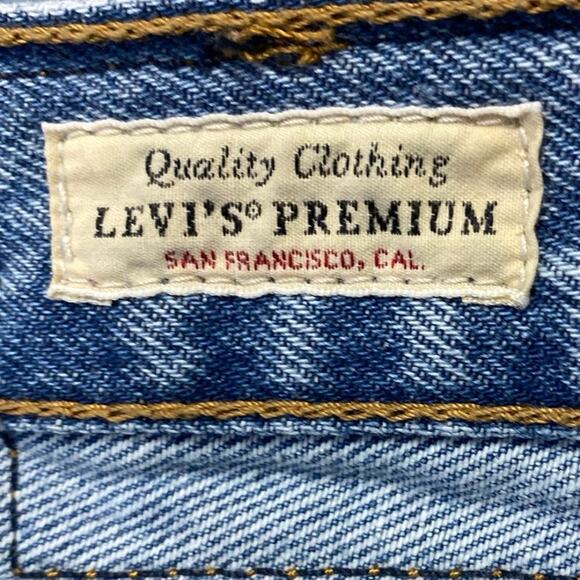 Quality Clothing
LEVI'S® PREMIUM
SAN FRANCISCO, CAL.